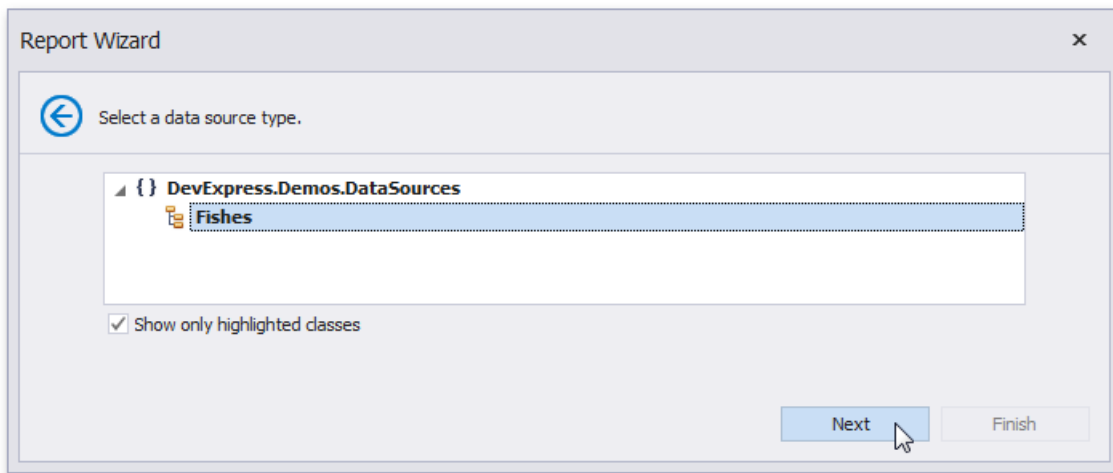 Report Wizard
Select a data source type.
{ } DevExpress.Demos.DataSources
Fishes
Show only highlighted classes
Next Finish